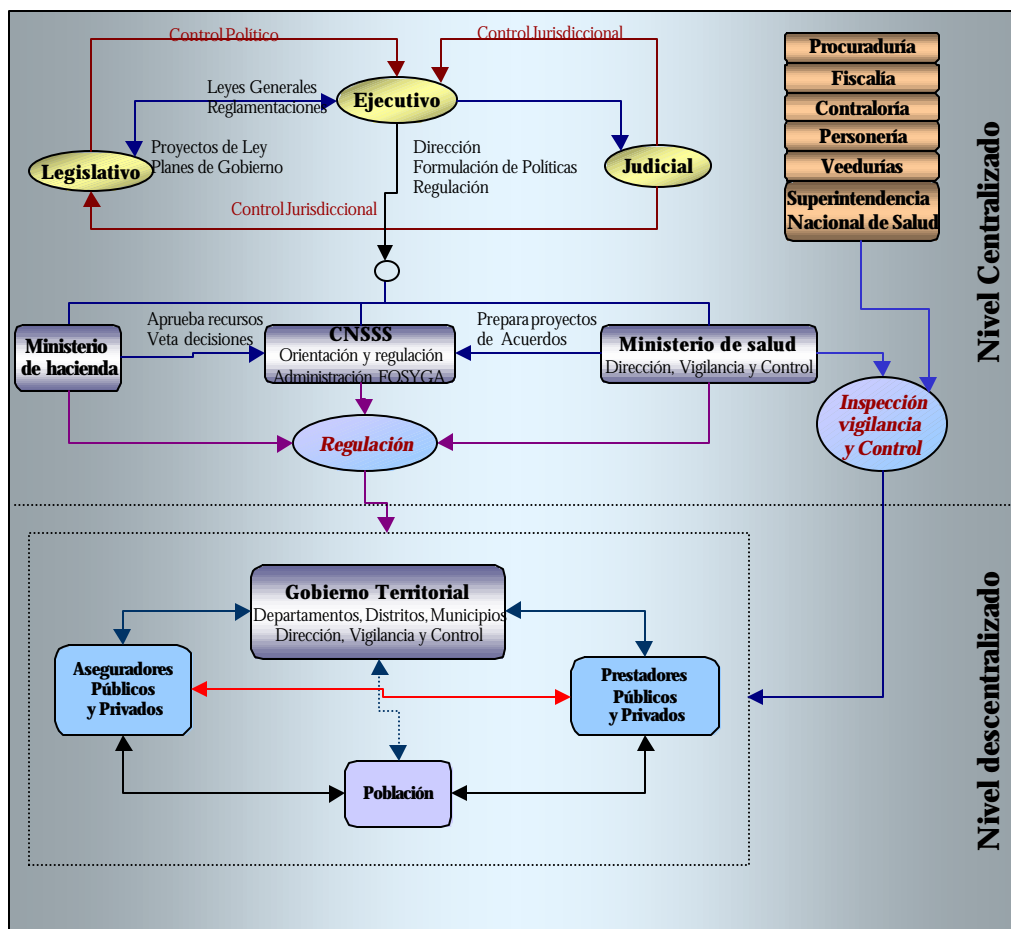 Control Político
Control Jurisdiccional
Procuraduría
Fiscalía
Contraloría
Personería
Veedurías
Superintendencia
Nacional de Salud
Leyes Generales
Reglamentaciones
Ejecutivo
Proyectos de Ley
Planes de Gobierno
Legislativo
Dirección
Formulación de Políticas
Regulación
Judicial
Control Jurisdiccional
Nivel Centralizado
Ministerio
de hacienda
Aprueba recursos
Veta decisiones
CNSSS
Orientación y regulación
Administración FOSYGA
Prepara proyectos
de Acuerdos
Ministerio de salud
Dirección, Vigilancia y Control
Regulación
Inspección
vigilancia
y Control
Gobierno Territorial
Departamentos, Distritos, Municipios
Dirección, Vigilancia y Control
Aseguradores
Públicos
y Privados
Prestadores
Públicos
y Privados
Población
Nivel descentralizado